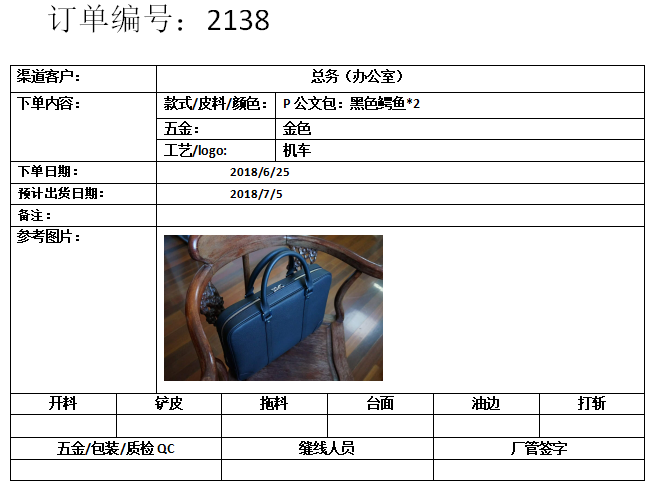 订单编号：2138
渠道客户： 总务（办公室）
下单内容： 款式/皮料/颜色： P 公文包：黑色鳄鱼*2
五金： 金色
工艺/logo: 机车
下单日期： 2018/6/25
预计出货日期： 2018/7/5
备注：
参考图片：
开料 铲皮 拖料 台面 油边 打斩
五金/包装/质检 QC 缝线人员 厂管签字